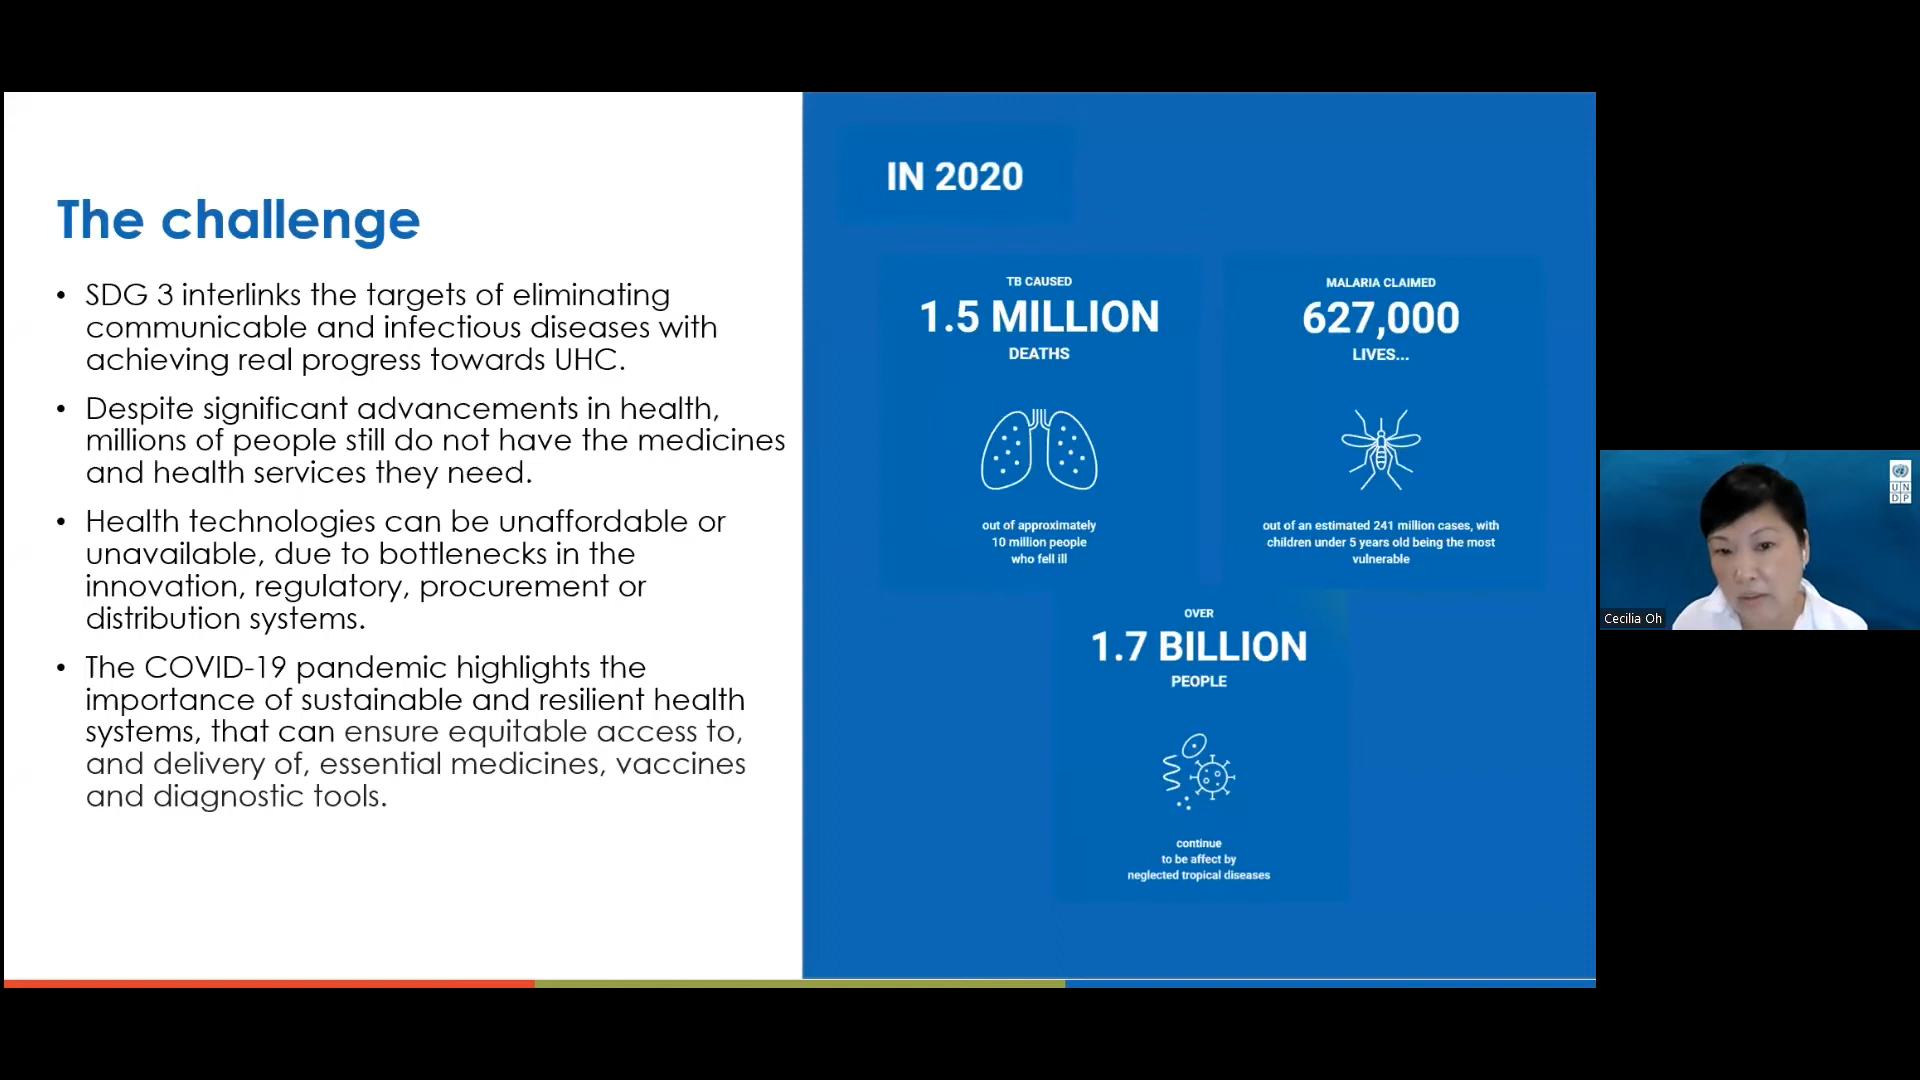 The challenge
• SDG 3 interlinks the targets of eliminating
communicable and infectious diseases with
achieving real progress towards UHC.
• Despite significant advancements in health,
millions of people still do not have the medicines
and health services they need.
• Health technologies can be unaffordable or
unavailable, due to bottlenecks in the
innovation, regulatory, procurement or
distribution systems.
• The COVID-19 pandemic highlights the
importance of sustainable and resilient health
systems, that can ensure equitable access to,
and delivery of, essential medicines, vaccines
and diagnostic tools.
IN 2020
TB CAUSED
1.5 MILLION
DEATHS
out of approximately
10 million people
who fell ill
MALARIA CLAIMED
627,000
LIVES...
out of an estimated 241 million cases, with
children under 5 years old being the most
vulnerable
OVER
1.7 BILLION
PEOPLE
continue
to be affect by
neglected tropical diseases
U N
D P
Cecilia Oh